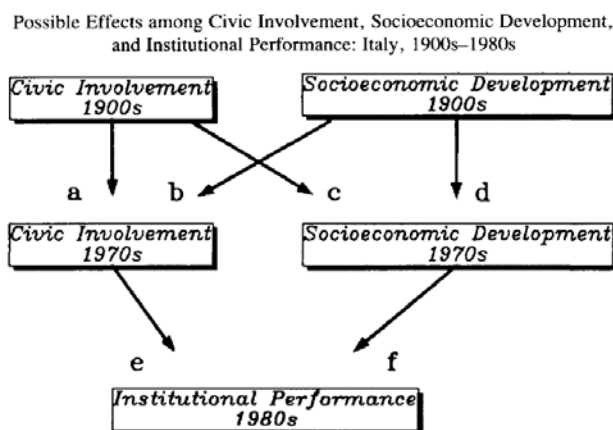 Possible Effects among Civic Involvement, Socioeconomic Development,
and Institutional Performance: Italy, 1900s–1980s
Civic Involvement
1900s
Socioeconomic Development
1900s
a b c d
Civic Involvement
1970s
Socioeconomic Development
1970s
e f
Institutional Performance
1980s